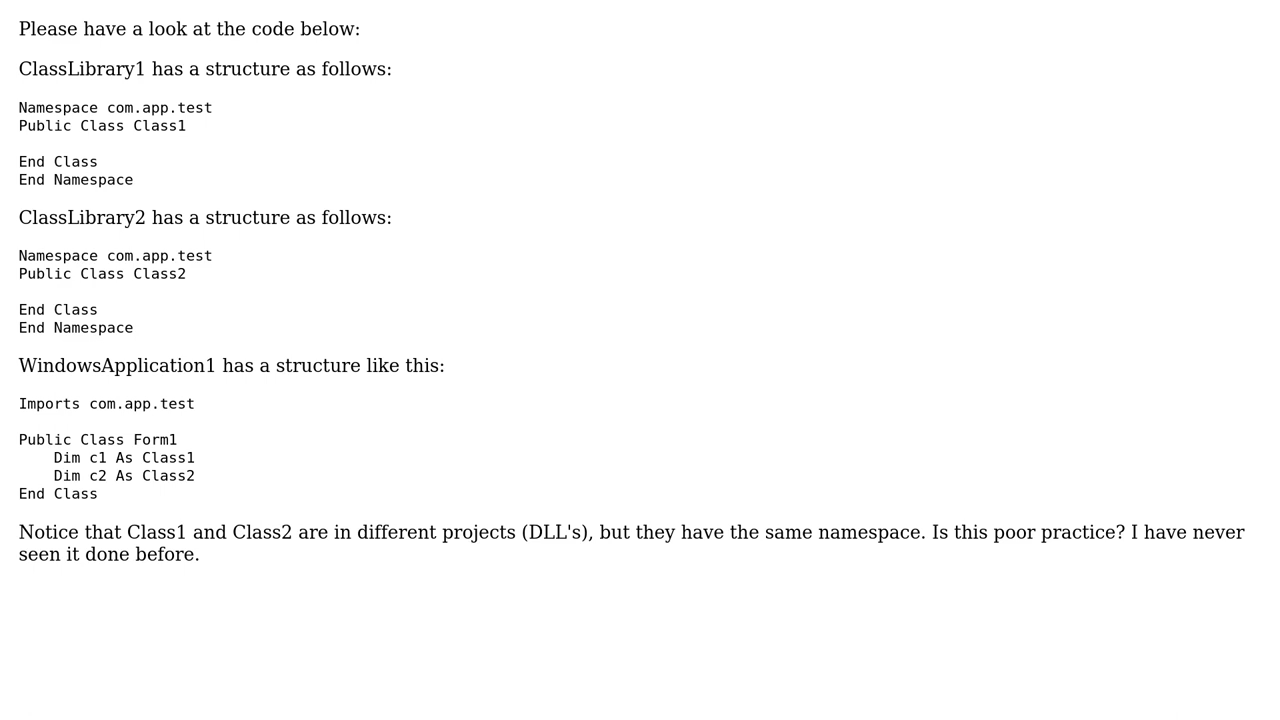 Please have a look at the code below:
ClassLibrary1 has a structure as follows:
Namespace com.app.test
Public Class Class1
End Class
End Namespace
ClassLibrary2 has a structure as follows:
Namespace com.app.test
Public Class Class2
End Class
End Namespace
WindowsApplication1 has a structure like this:
Imports com.app.test
Public Class Form1
    Dim c1 As Class1
    Dim c2 As Class2
End Class
Notice that Class1 and Class2 are in different projects (DLL's), but they have the same namespace. Is this poor practice? I have never
seen it done before.